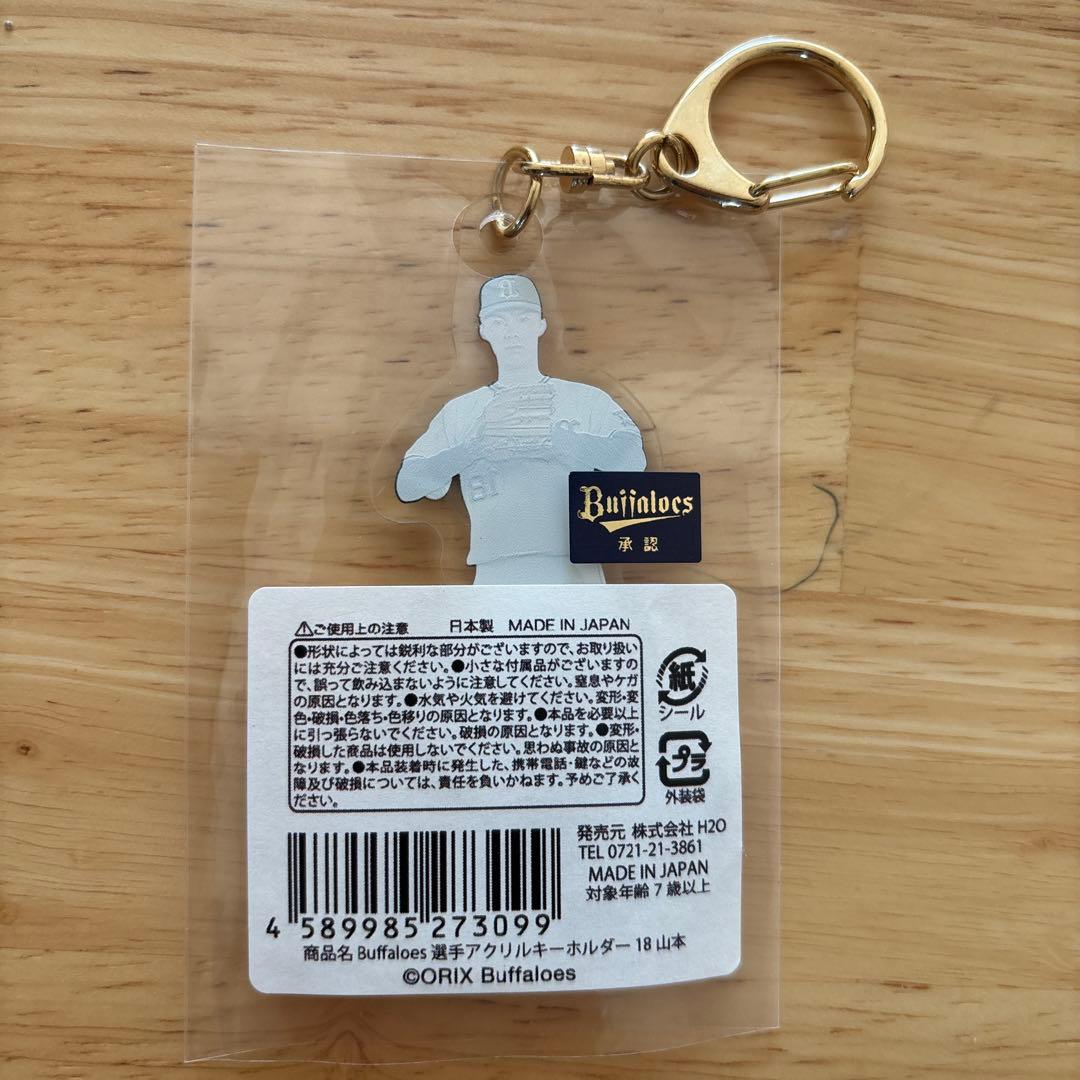 Buffaloes
承認
⚠ご使用上の注意 日本製 MADE IN JAPAN
●形状によっては鋭利な部分がございますので、お取り扱い
には充分ご注意ください。●小さな付属品がございますの
で、誤って飲み込まないように注意してください。窒息やケガ
の原因となります。●水気や火気を避けてください。変形・変
色・破損・色落ち・色移りの原因となります。●本品を必要以上
に引っ張らないでください。破損の原因となります。●変形・
破損した商品は使用しないでください。思わぬ事故の原因と
なります。●本品装着時に発生した、携帯電話・鍵などの故
障及び破損については、責任を負いかねます。予めご了承く
ださい。
紙
シール
プラ
外装袋
発売元 株式会社 H2O
TEL 0721-21-3861
MADE IN JAPAN
対象年齢 7 歳以上
4 589985 273099
商品名 Buffaloes 選手アクリルキーホルダー 18 山本
©ORIX Buffaloes